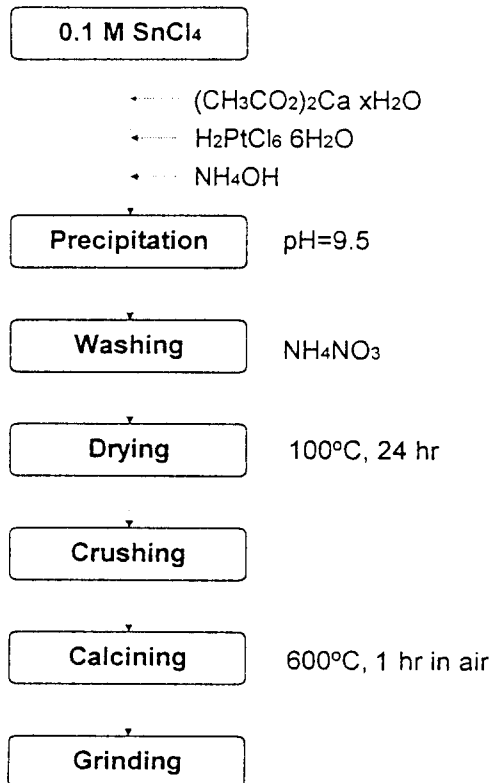 0.1 M SnCl4
(CH3CO2)2Ca xH2O
H2PtCl6 6H2O
NH4OH
Precipitation pH=9.5
Washing NH4NO3
Drying 100ºC, 24 hr
Crushing
Calcining 600ºC, 1 hr in air
Grinding